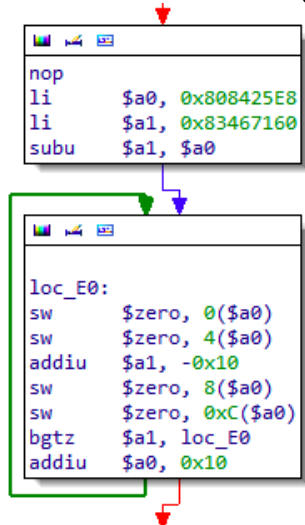 nop
li $a0, 0x808425E8
li $a1, 0x83467160
subu $a1, $a0
loc_E0:
sw $zero, 0($a0)
sw $zero, 4($a0)
addiu $a1, -0x10
sw $zero, 8($a0)
sw $zero, 0xC($a0)
bgtz $a1, loc_E0
addiu $a0, 0x10